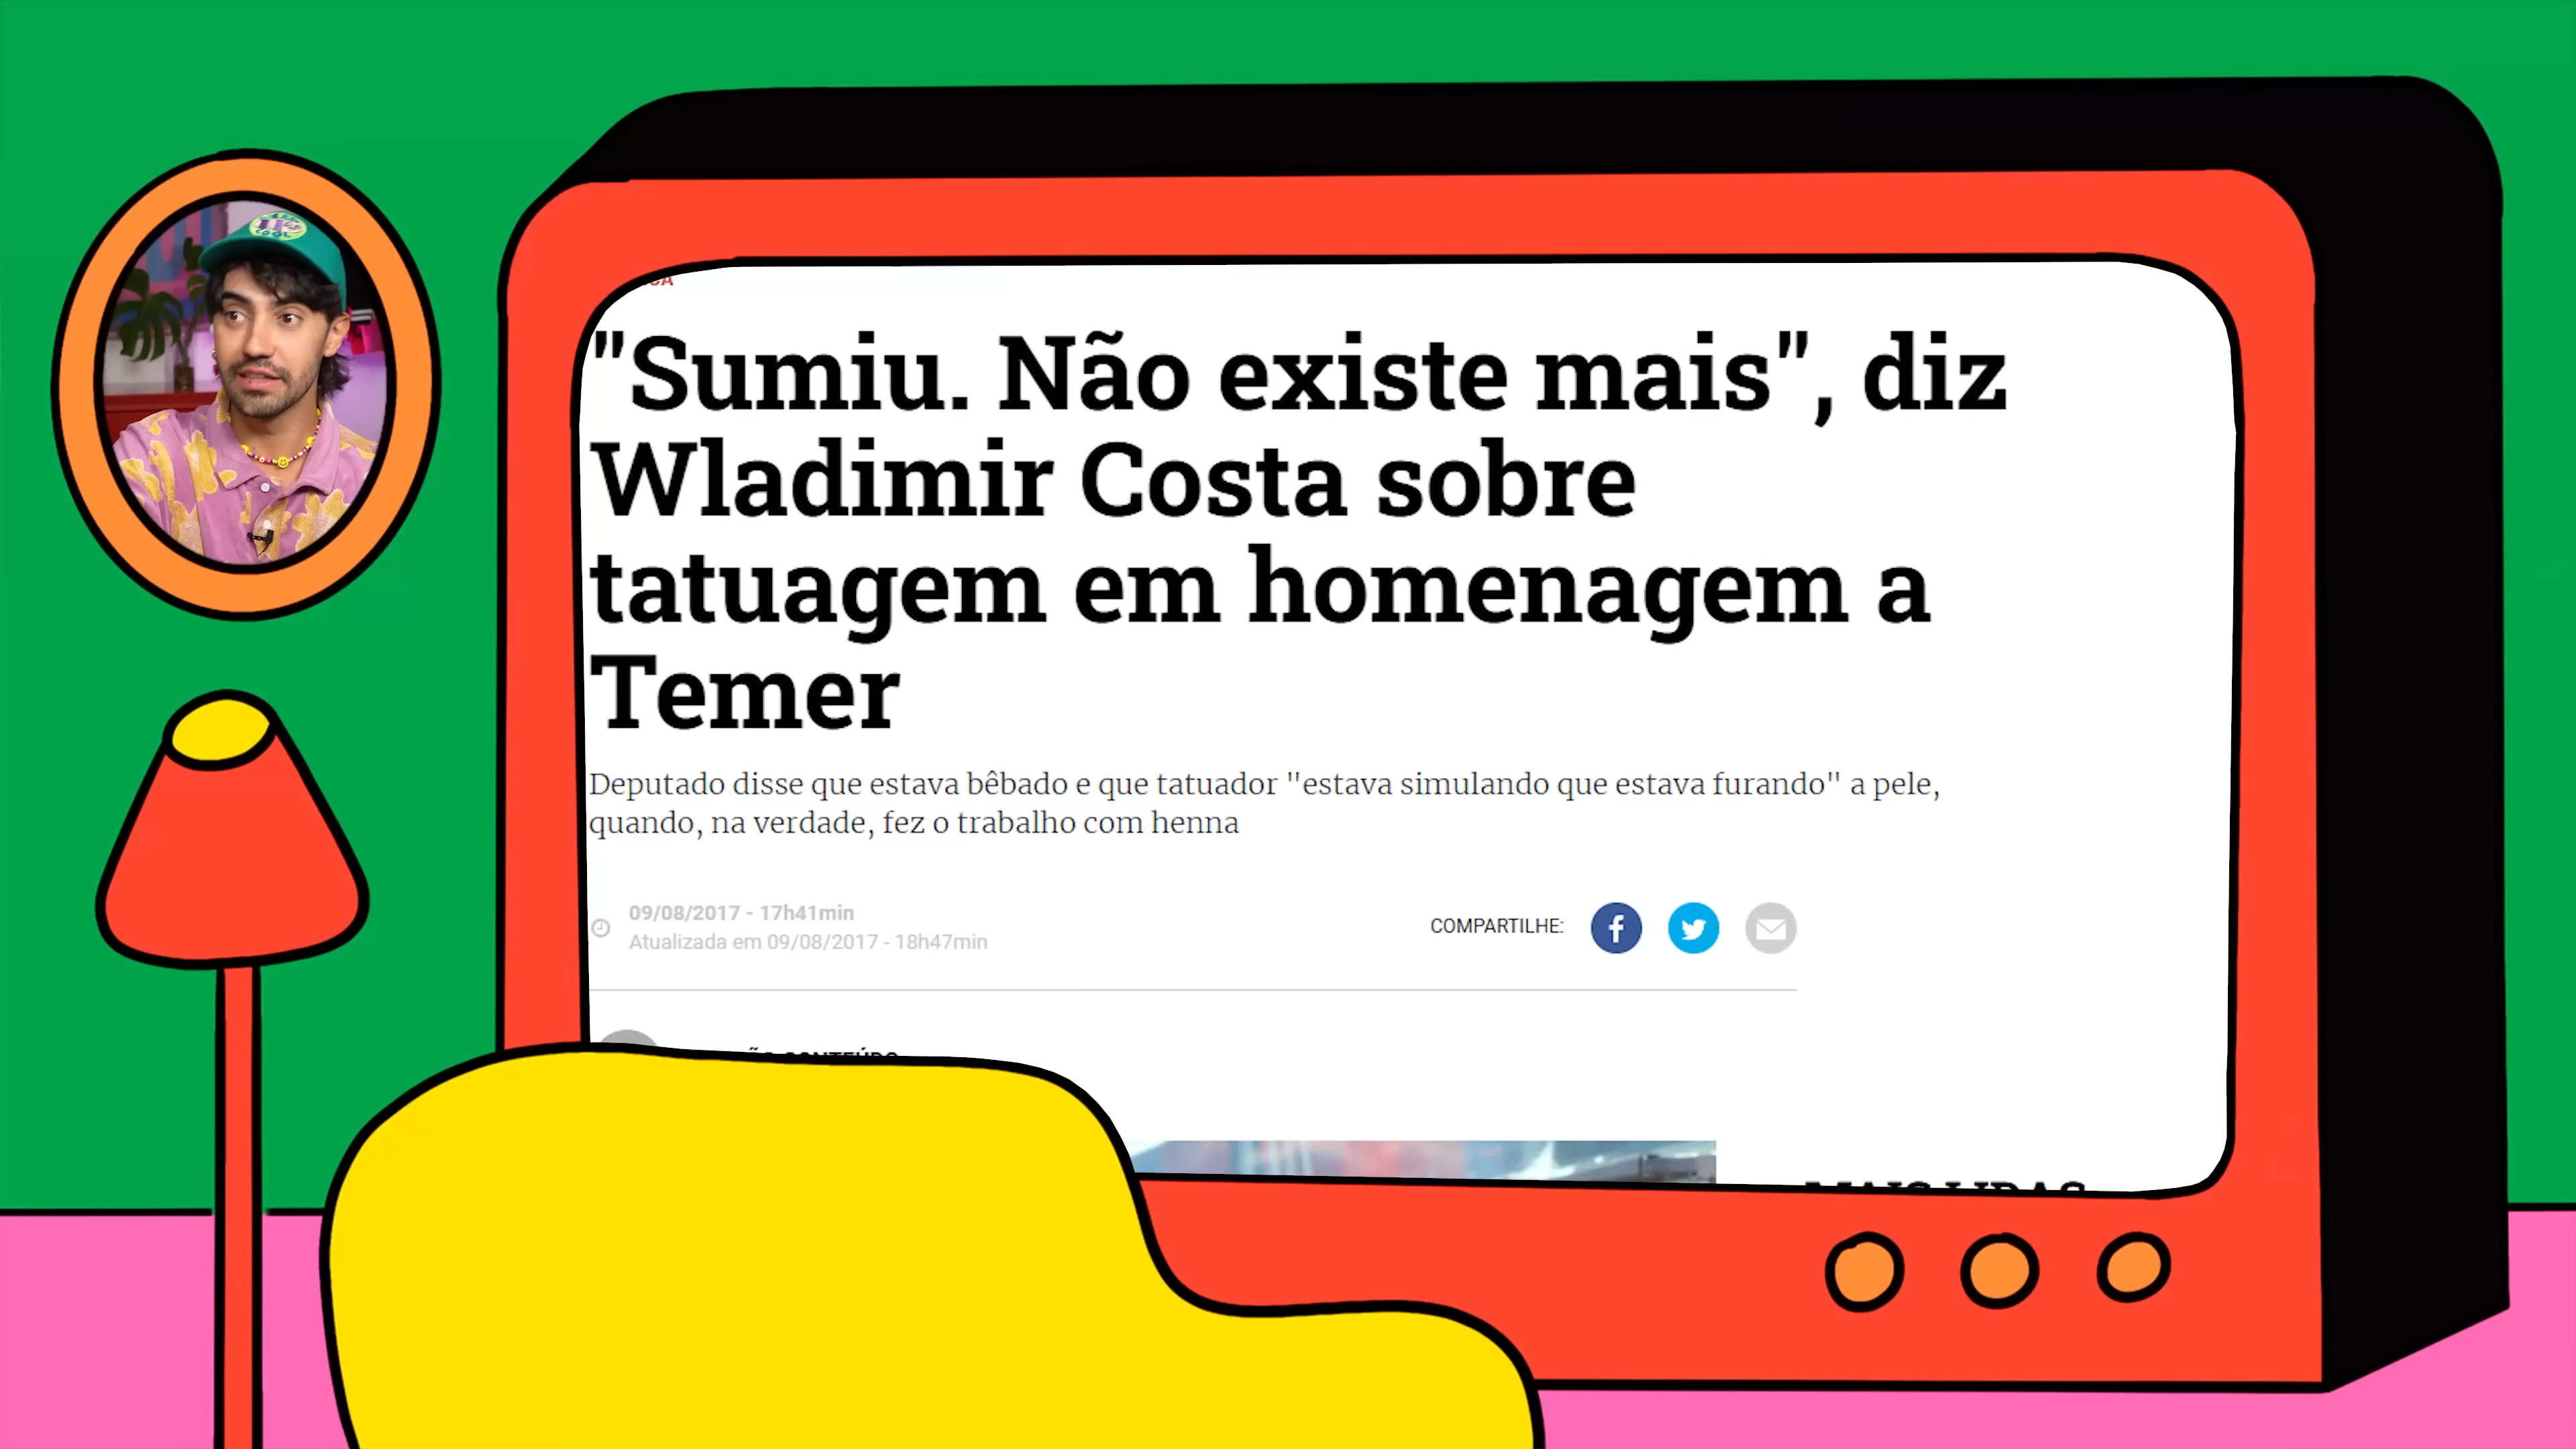 "Sumiu. Não existe mais", diz
Wladimir Costa sobre
tatuagem em homenagem a
Temer
Deputado disse que estava bêbado e que tatuador "estava simulando que estava furando" a pele,
quando, na verdade, fez o trabalho com henna
09/08/2017 - 17h41min
Atualizada em 09/08/2017 - 18h47min
COMPARTILHE:
MAIS LIDAS